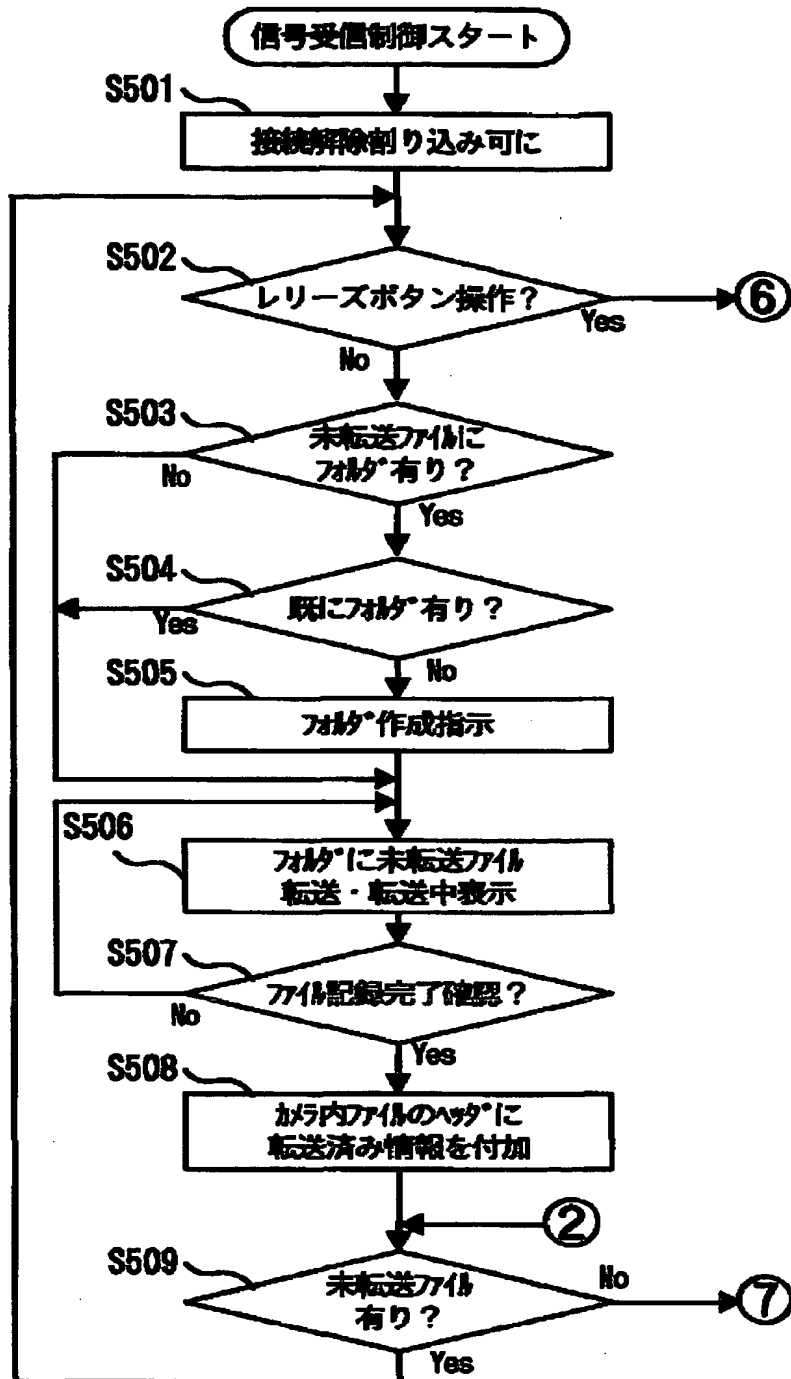 信号受信制御スタート
S501
接続解除割り込み可に
S502
レリーズボタン操作?
⑥
Yes
No
S503
未転送ファイルに
フォルダ有り?
No
Yes
S504
既にフォルダ有り?
Yes
No
S505
フォルダ作成指示
S506
フォルダに未転送ファイル
転送・転送中表示
S507
ファイル記録完了確認?
No
Yes
S508
カメラ内ファイルのヘッダに
転送済み情報を付加
②
S509
未転送ファイル
有り?
No
⑦
Yes